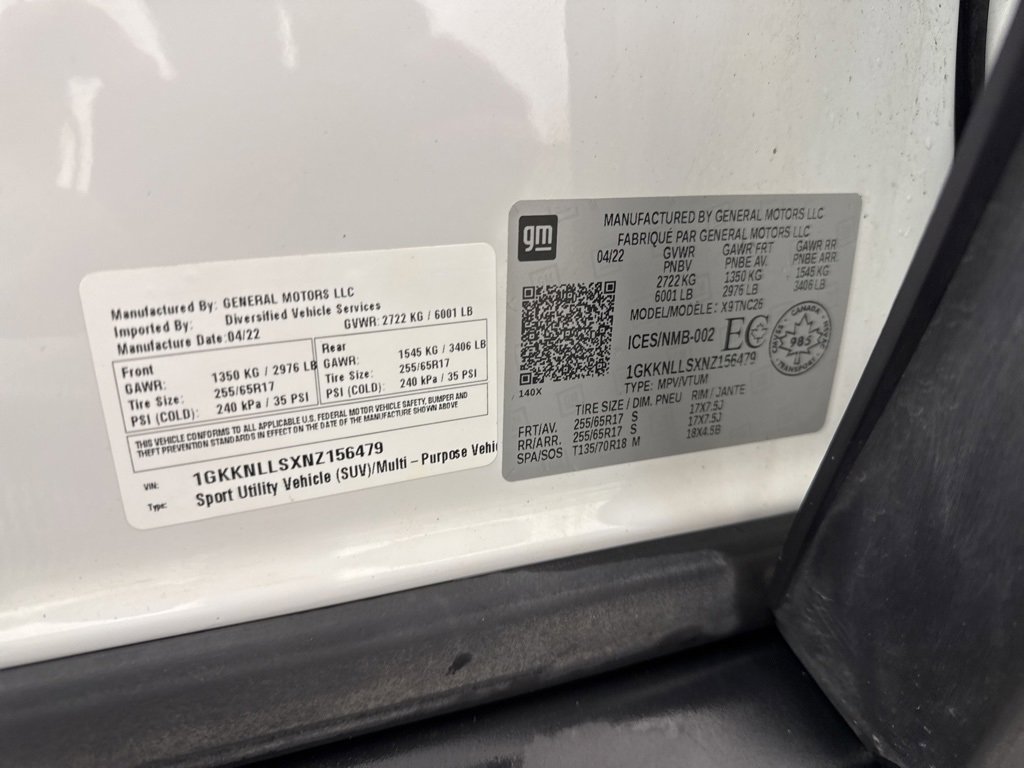 Manufactured By: GENERAL MOTORS LLC
Imported By: Diversified Vehicle Services
Manufacture Date:04/22
GVWR: 2722 KG / 6001 LB
Front
GAWR: 1350 KG / 2976 LB
Tire Size: 255/65R17
PSI (COLD): 240 kPa / 35 PSI
Rear
GAWR: 1545 KG / 3406 LB
Tire Size: 255/65R17
PSI (COLD): 240 kPa / 35 PSI
THIS VEHICLE CONFORMS TO ALL APPLICABLE U.S. FEDERAL MOTOR VEHICLE SAFETY, BUMPER AND
THEFT PREVENTION STANDARDS IN EFFECT ON THE DATE OF THE MANUFACTURE SHOWN ABOVE
VIN: 1GKKNLLSXNZ156479
Type: Sport Utility Vehicle (SUV)/Multi – Purpose Vehi
gm
MANUFACTURED BY GENERAL MOTORS LLC
FABRIQUÉ PAR GENERAL MOTORS LLC
04/22 GVWR GAWR FRT GAWR RR
PNBV PNBE AV. PNBE ARR.
2722 KG 1350 KG 1545 KG
6001 LB 2976 LB 3406 LB
MODEL/MODÈLE: X9TNC26
ICES/NMB-002 EC
CANADA
985
TRANSPORT
1GKKNLLSXNZ156479
TYPE: MPV/VTUM
140X
TIRE SIZE / DIM. PNEU RIM / JANTE
FRT/AV. 255/65R17 S 17X7.5J
RR/ARR. 255/65R17 S 17X7.5J
SPA/SOS T135/70R18 M 18X4.5B